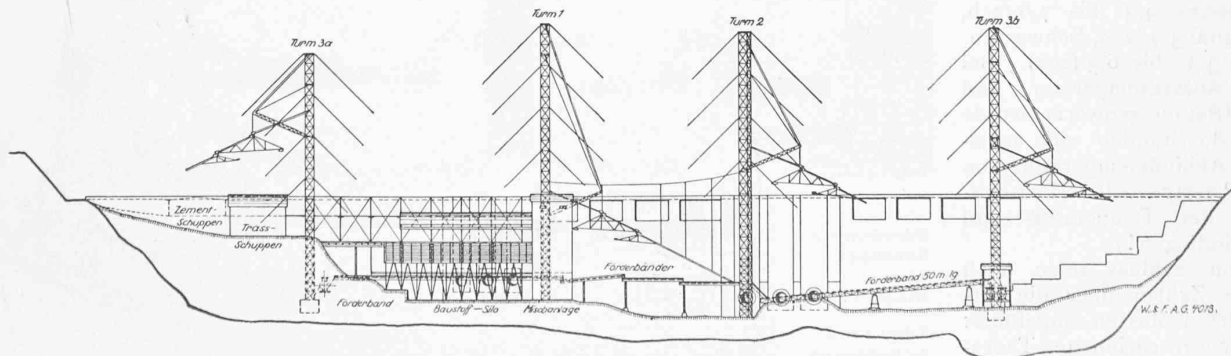 Turm 3a
Turm 1
Turm 2
Turm 3b
Zement-
Schuppen
Trass-
Schuppen
Förderband
Baustoff-Silo
Mischanlage
Förderbänder
Förderband 50 m lg
W. & F. A.G. 4073.